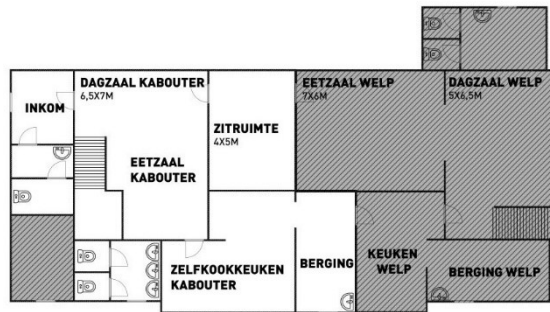 DAGZAAL KABOUTER
6,5X7M
EETZAAL WELP
7X6M
DAGZAAL WELP
5X6,5M
INKOM
ZITRUIMTE
4X5M
EETZAAL
KABOUTER
ZELFKOOKKEUKEN
KABOUTER
BERGING
KEUKEN
WELP
BERGING WELP